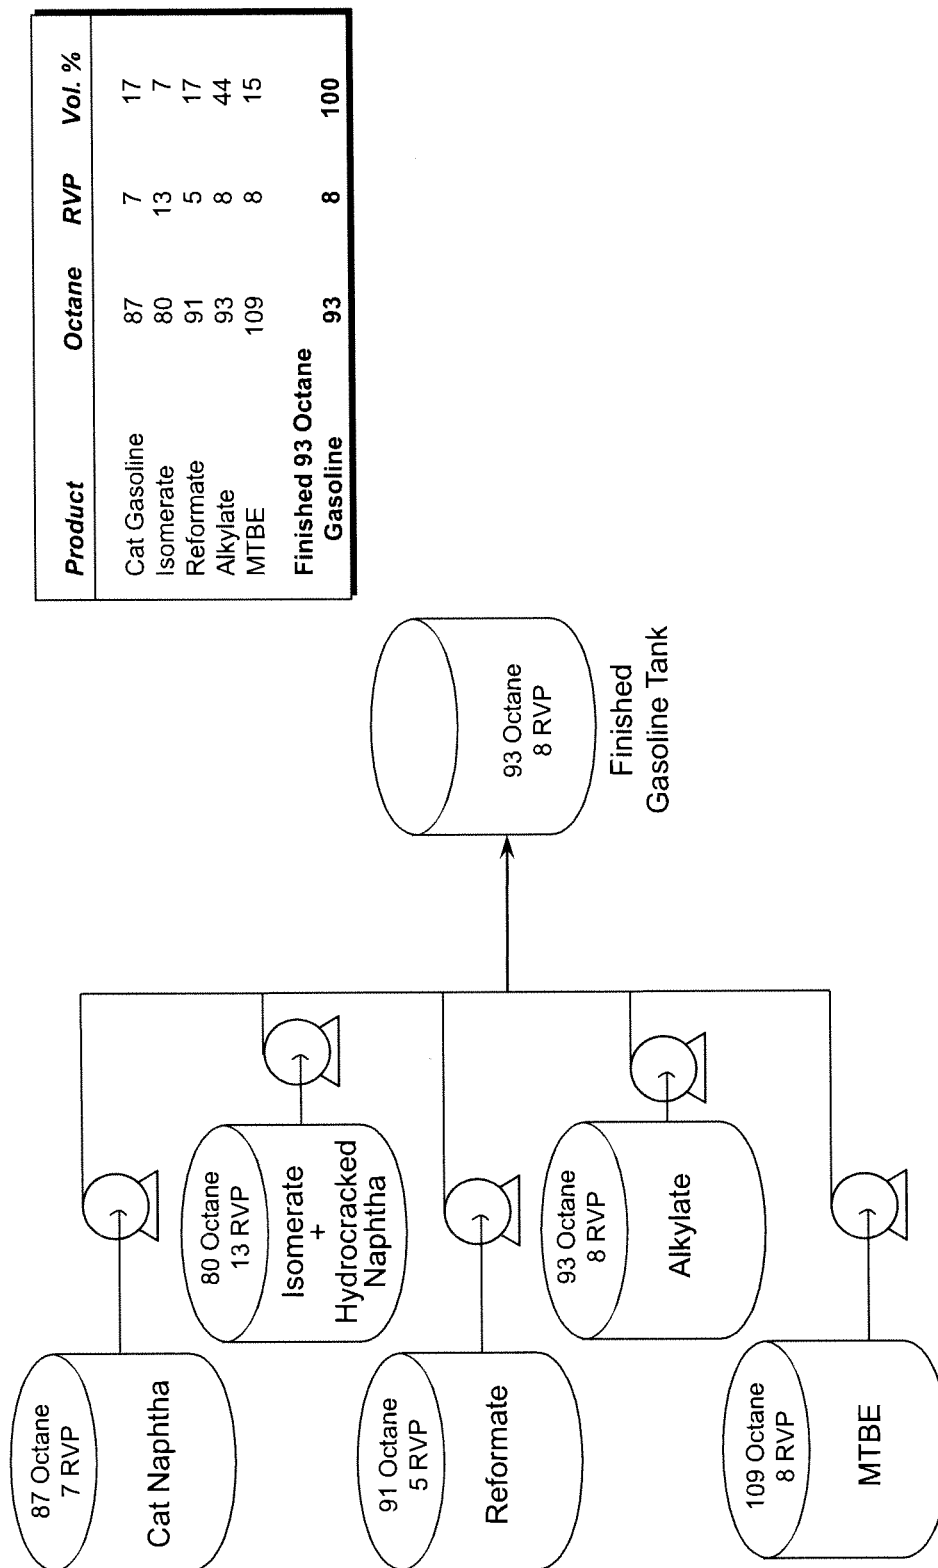 Product Octane RVP Vol. %
Cat Gasoline 87 7 17
Isomerate 80 13 7
Reformate 91 5 17
Alkylate 93 8 44
MTBE 109 8 15
Finished 93 Octane
Gasoline 93 8 100
87 Octane
7 RVP
Cat Naphtha
80 Octane
13 RVP
Isomerate
+
Hydrocracked
Naphtha
91 Octane
5 RVP
Reformate
93 Octane
8 RVP
Alkylate
109 Octane
8 RVP
MTBE
93 Octane
8 RVP
Finished
Gasoline Tank